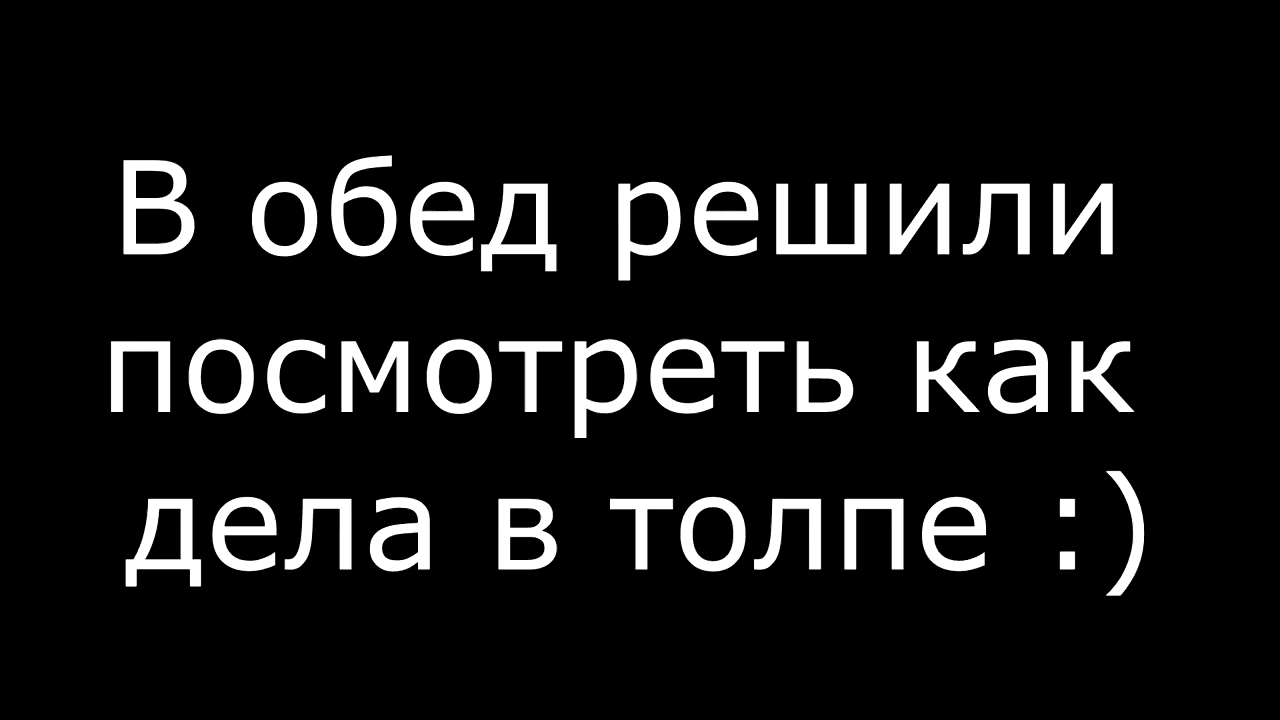 В обед решили
посмотреть как
дела в толпе :)